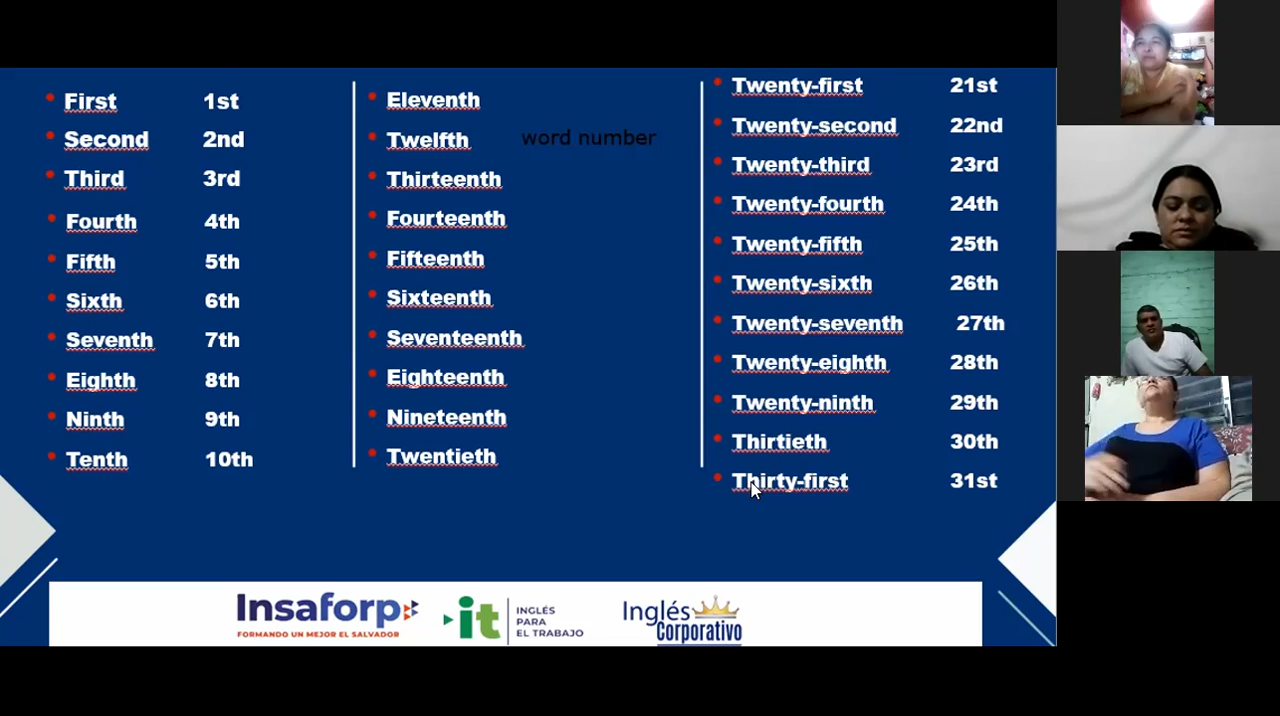 First 1st
Second 2nd
Third 3rd
Fourth 4th
Fifth 5th
Sixth 6th
Seventh 7th
Eighth 8th
Ninth 9th
Tenth 10th
Eleventh
Twelfth word number
Thirteenth
Fourteenth
Fifteenth
Sixteenth
Seventeenth
Eighteenth
Nineteenth
Twentieth
Twenty-first 21st
Twenty-second 22nd
Twenty-third 23rd
Twenty-fourth 24th
Twenty-fifth 25th
Twenty-sixth 26th
Twenty-seventh 27th
Twenty-eighth 28th
Twenty-ninth 29th
Thirtieth 30th
Thirty-first 31st
Insaforp
FORMANDO UN MEJOR EL SALVADOR
it
INGLÉS
PARA
EL TRABAJO
Inglés
Corporativo